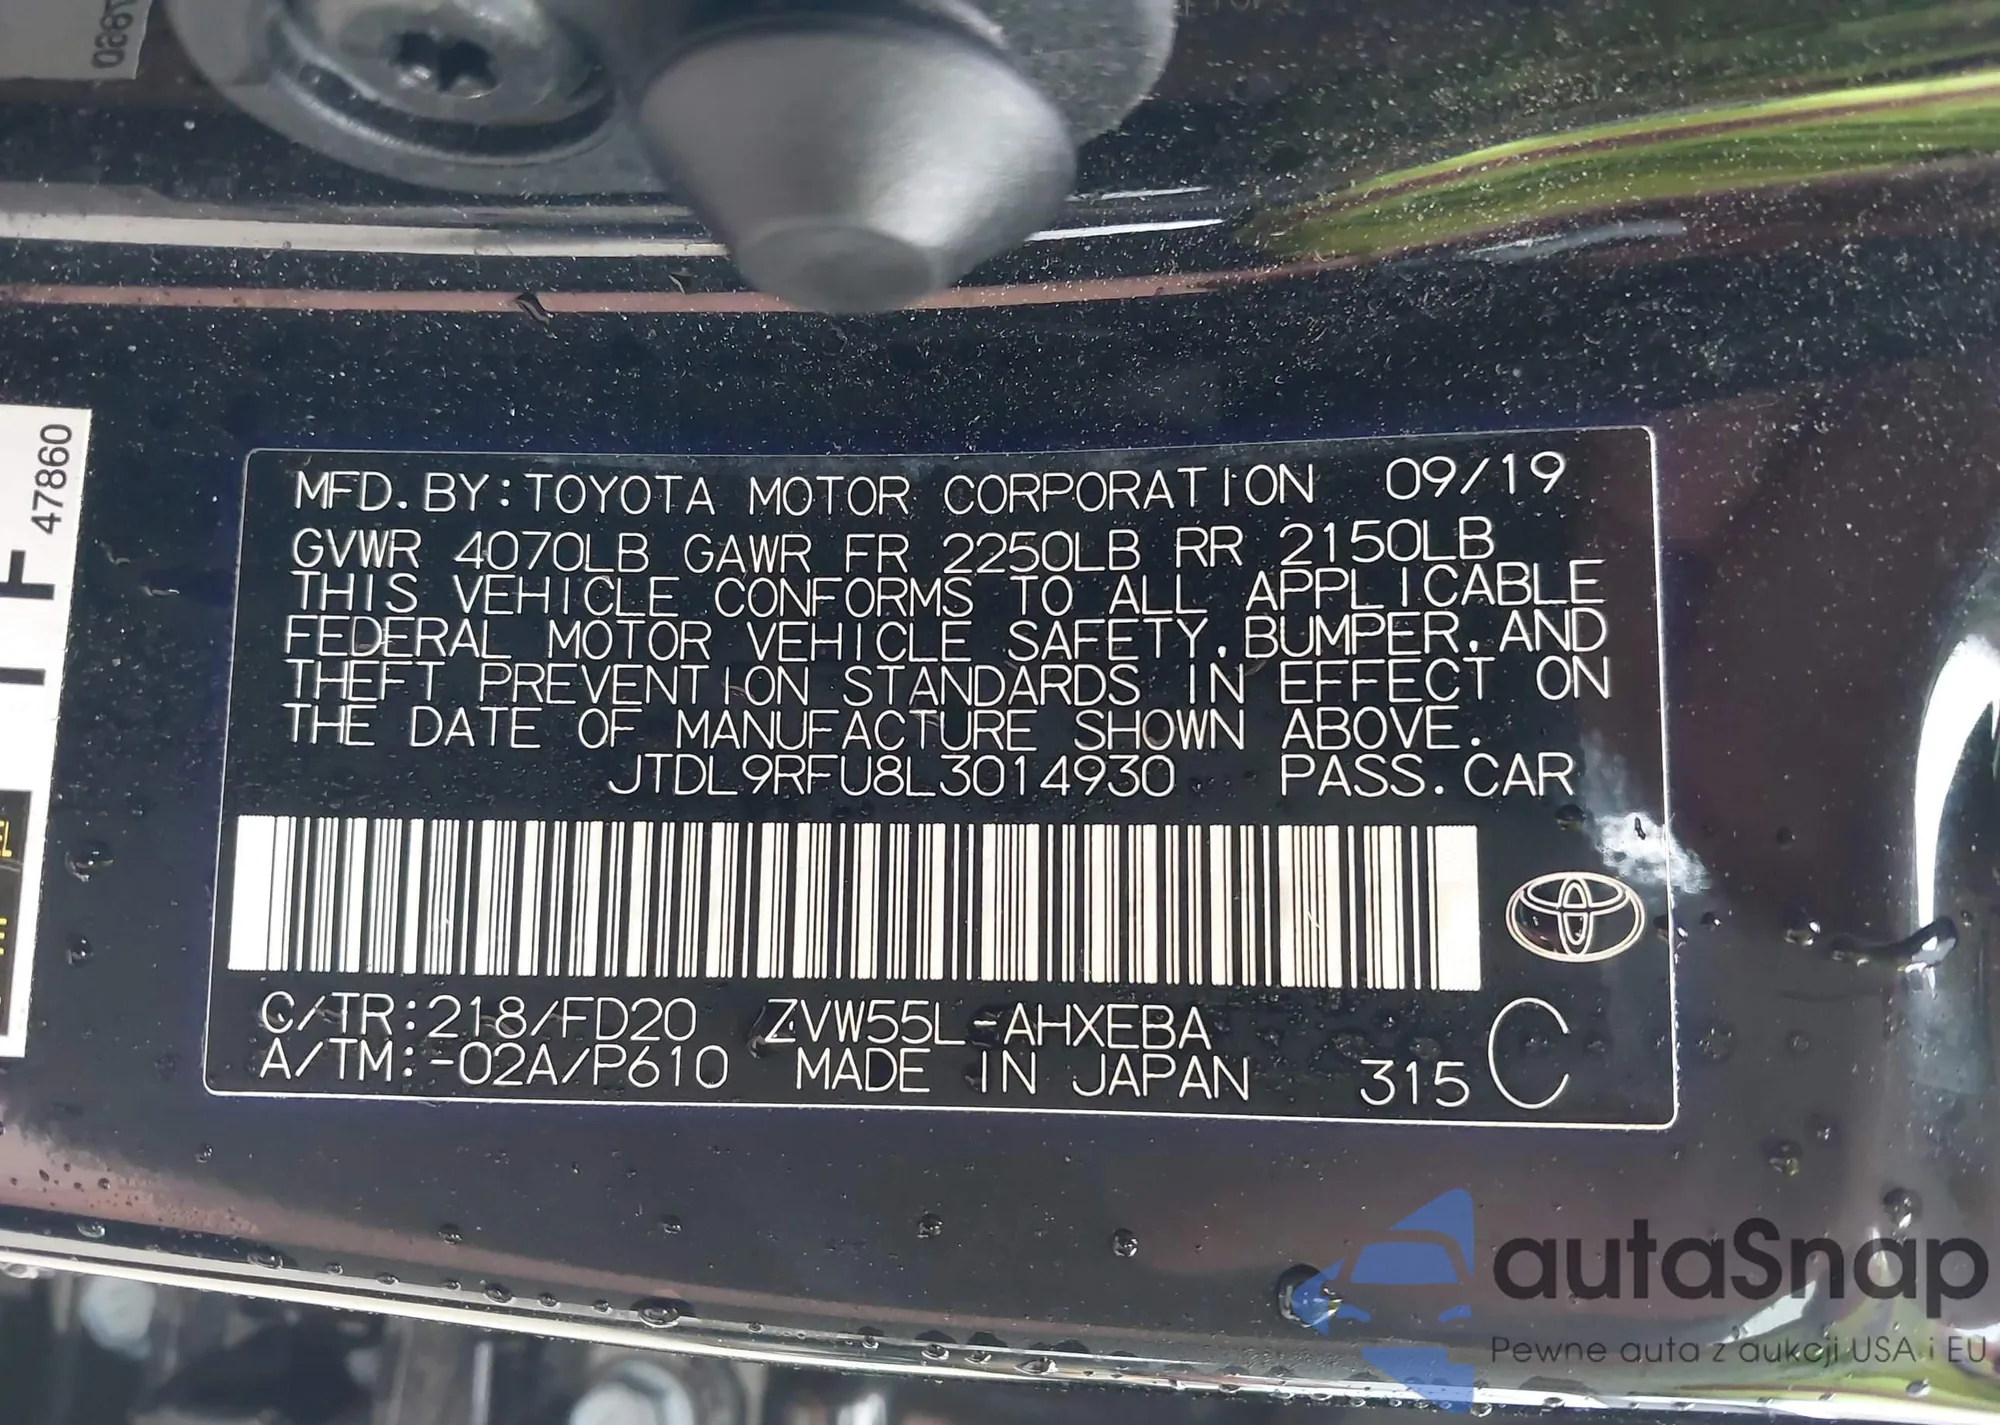 47860
MFD.BY:TOYOTA MOTOR CORPORATION 09/19
GVWR 4070LB GAWR FR 2250LB RR 2150LB
THIS VEHICLE CONFORMS TO ALL APPLICABLE
FEDERAL MOTOR VEHICLE SAFETY,BUMPER,AND
THEFT PREVENTION STANDARDS IN EFFECT ON
THE DATE OF MANUFACTURE SHOWN ABOVE.
JTDL9RFU8L3014930 PASS.CAR
C/TR:218/FD20 ZVW55L-AHXEBA
A/TM:-02A/P610 MADE IN JAPAN 315 C
autaSnap
Pewne auta z aukcji USA i EU